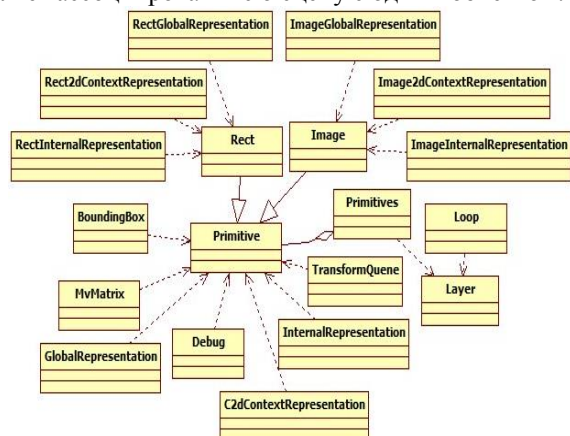 RectGlobalRepresentation
ImageGlobalRepresentation
Rect2dContextRepresentation
Image2dContextRepresentation
RectInternalRepresentation
Rect
Image
ImageInternalRepresentation
BoundingBox
Primitive
Primitives
Loop
MvMatrix
TransformQuene
Layer
GlobalRepresentation
Debug
InternalRepresentation
C2dContextRepresentation